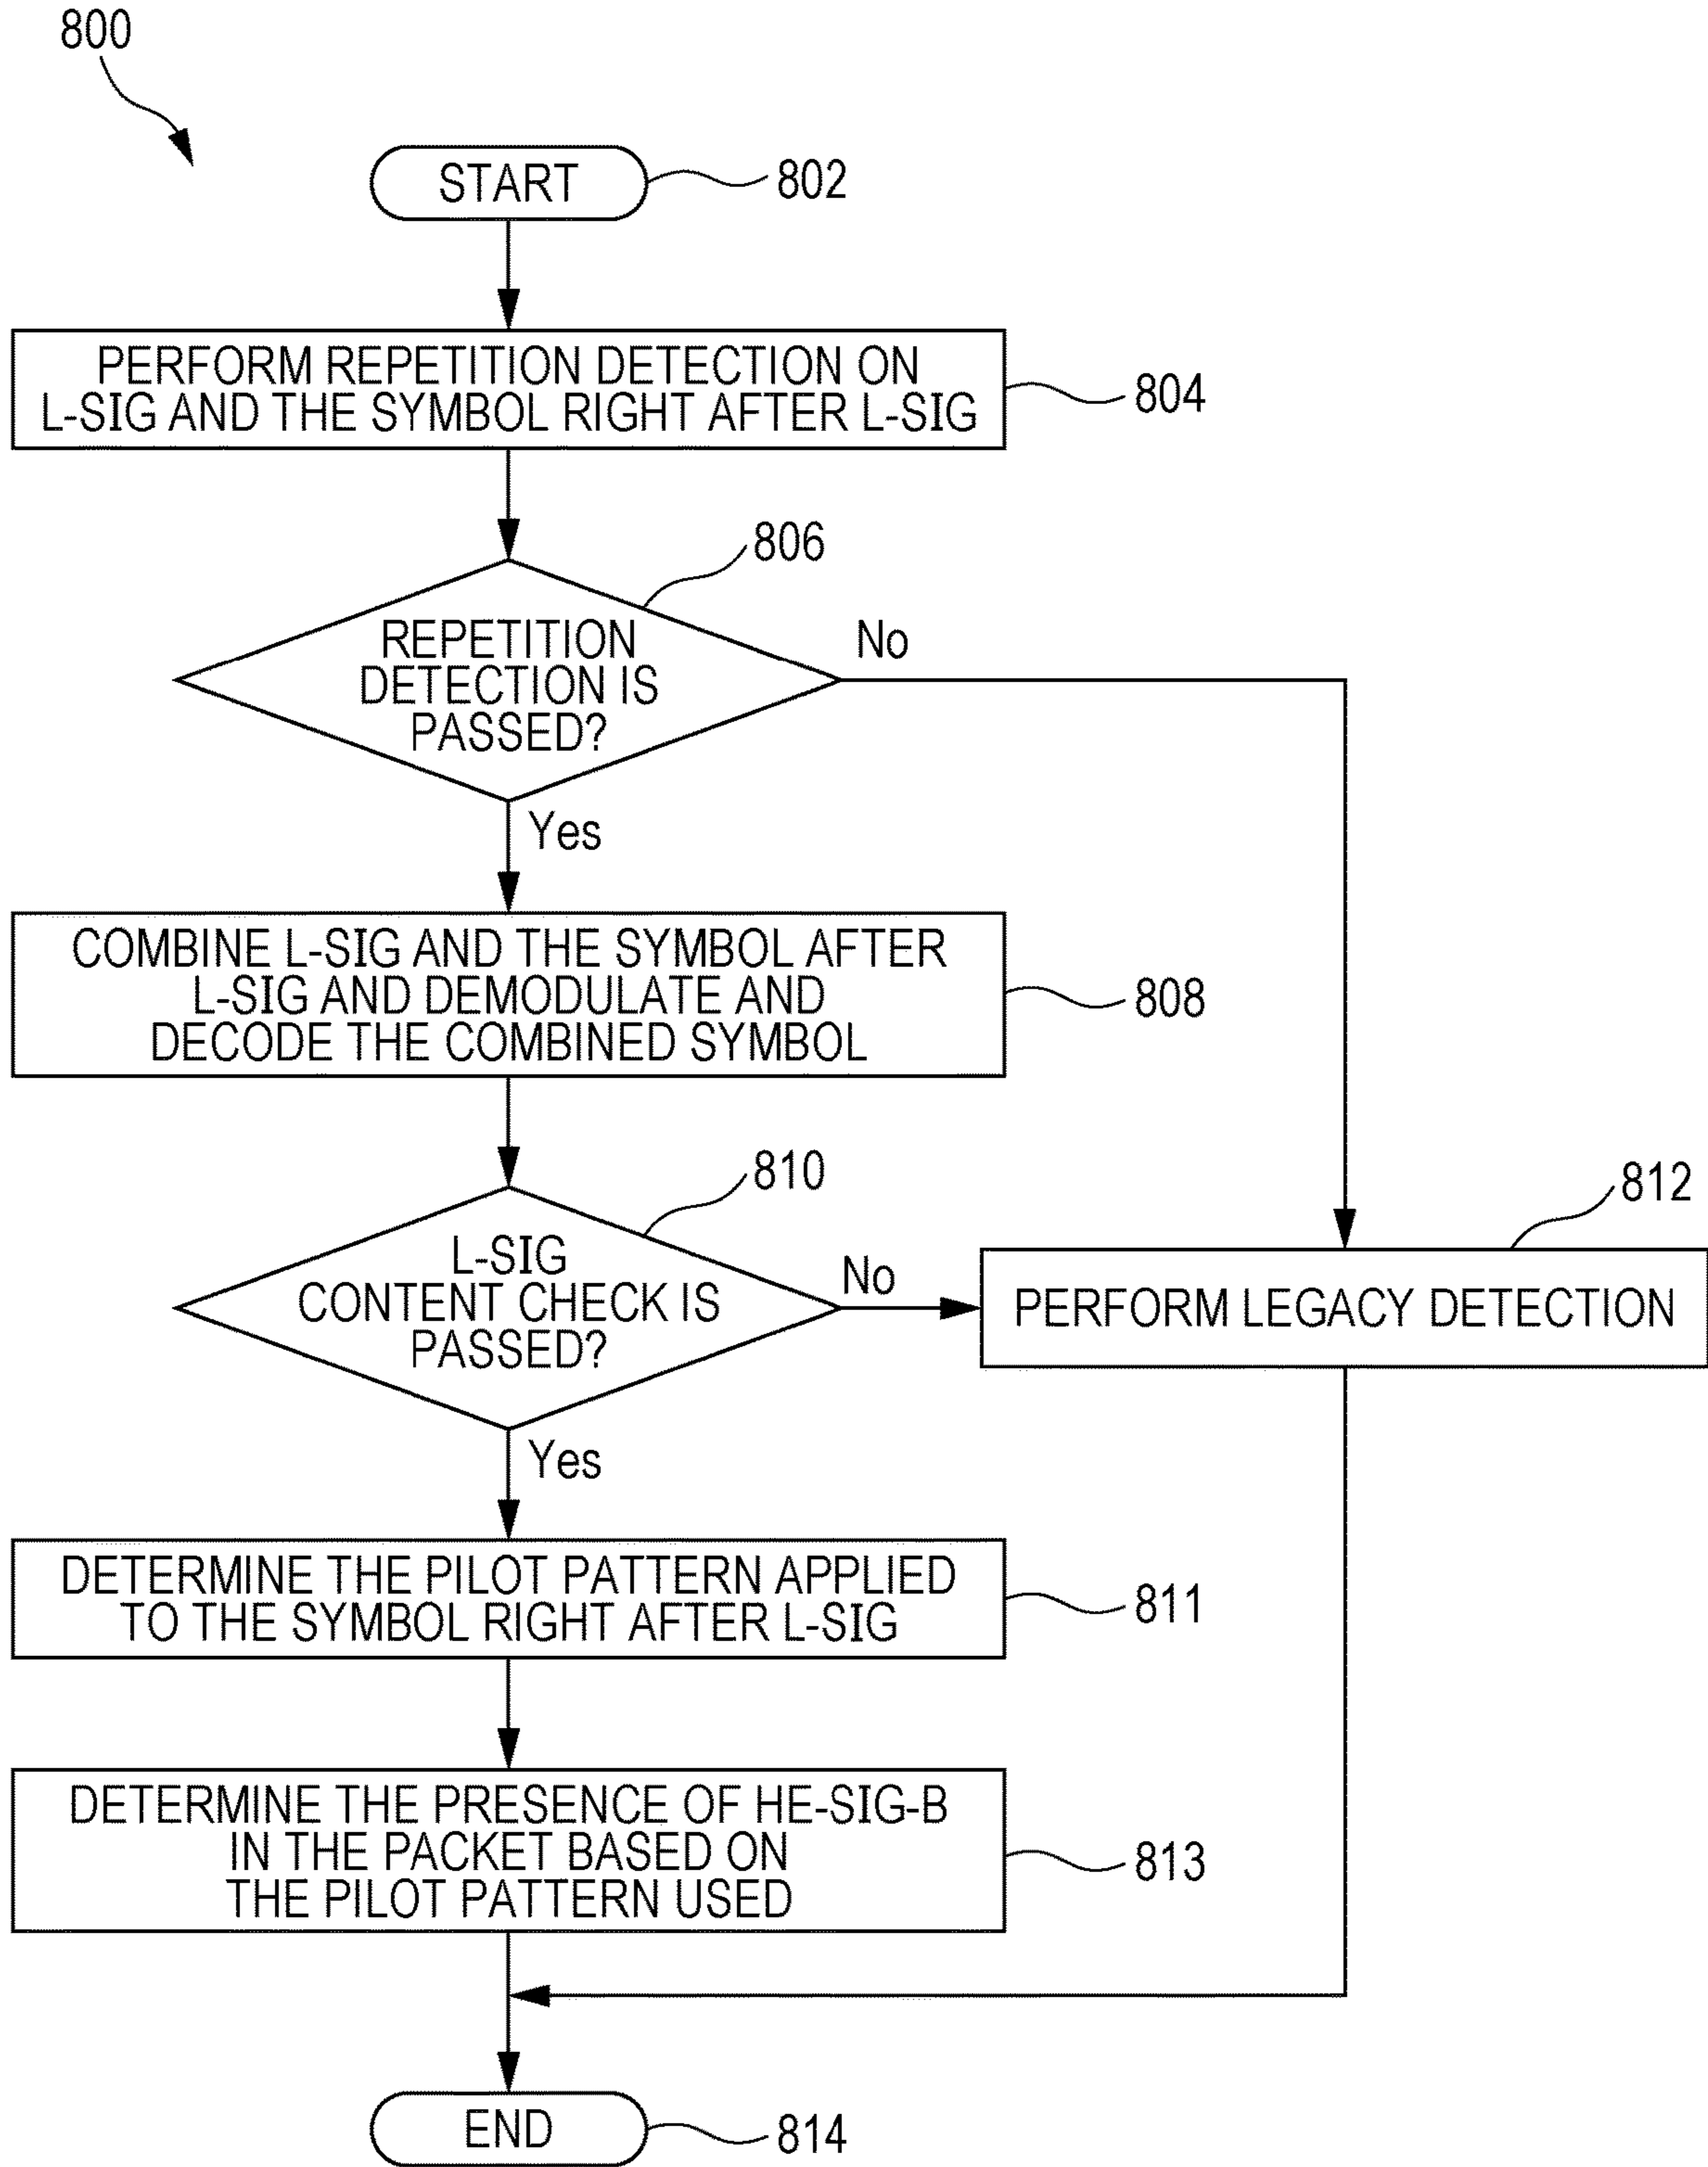 800
START
802
PERFORM REPETITION DETECTION ON
L-SIG AND THE SYMBOL RIGHT AFTER L-SIG
804
806
REPETITION
DETECTION IS
PASSED?
No
Yes
COMBINE L-SIG AND THE SYMBOL AFTER
L-SIG AND DEMODULATE AND
DECODE THE COMBINED SYMBOL
808
810
L-SIG
CONTENT CHECK IS
PASSED?
No
812
PERFORM LEGACY DETECTION
Yes
DETERMINE THE PILOT PATTERN APPLIED
TO THE SYMBOL RIGHT AFTER L-SIG
811
DETERMINE THE PRESENCE OF HE-SIG-B
IN THE PACKET BASED ON
THE PILOT PATTERN USED
813
END
814